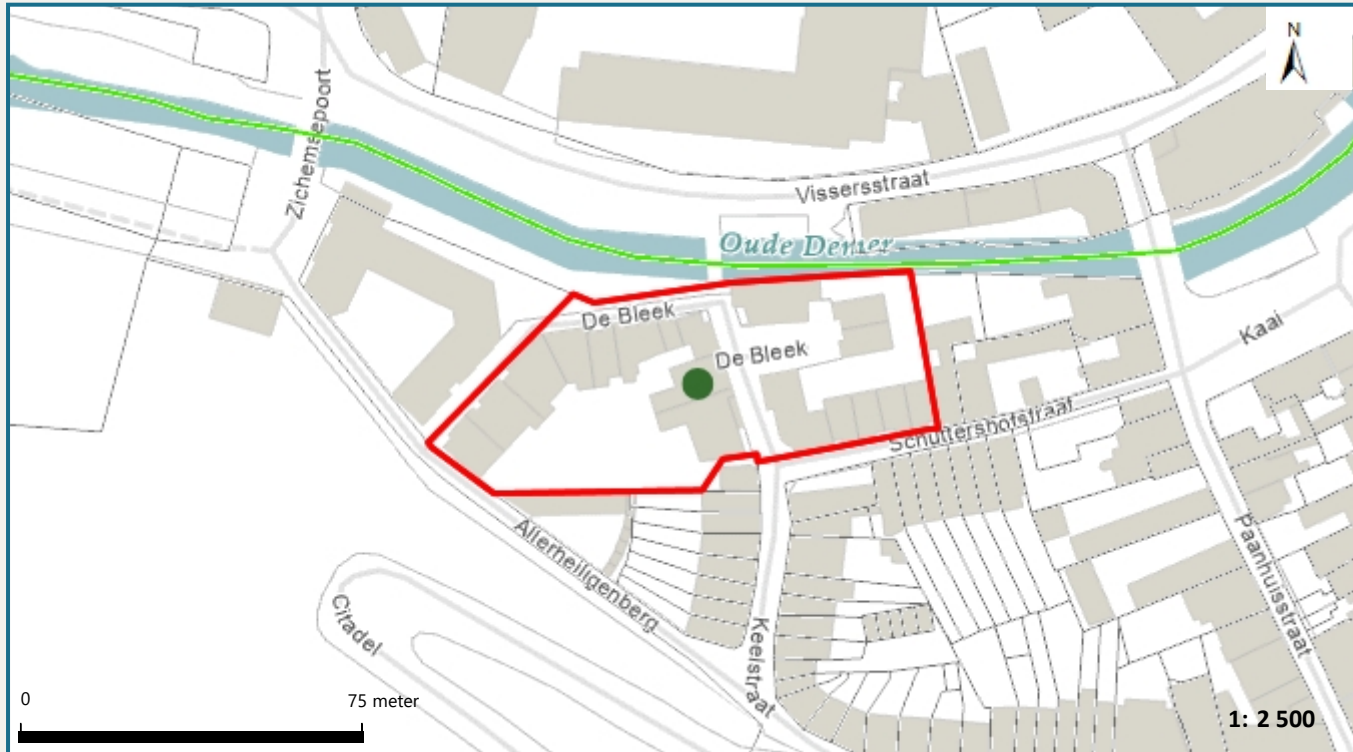 N
Zichemsepoort
Vissersstraat
Oude Demer
De Bleek
De Bleek
Kaai
Schuttershofstraat
Allerheiligenberg
Paanhuisstraat
Citadel
Keelstraat
0
75 meter
1: 2 500